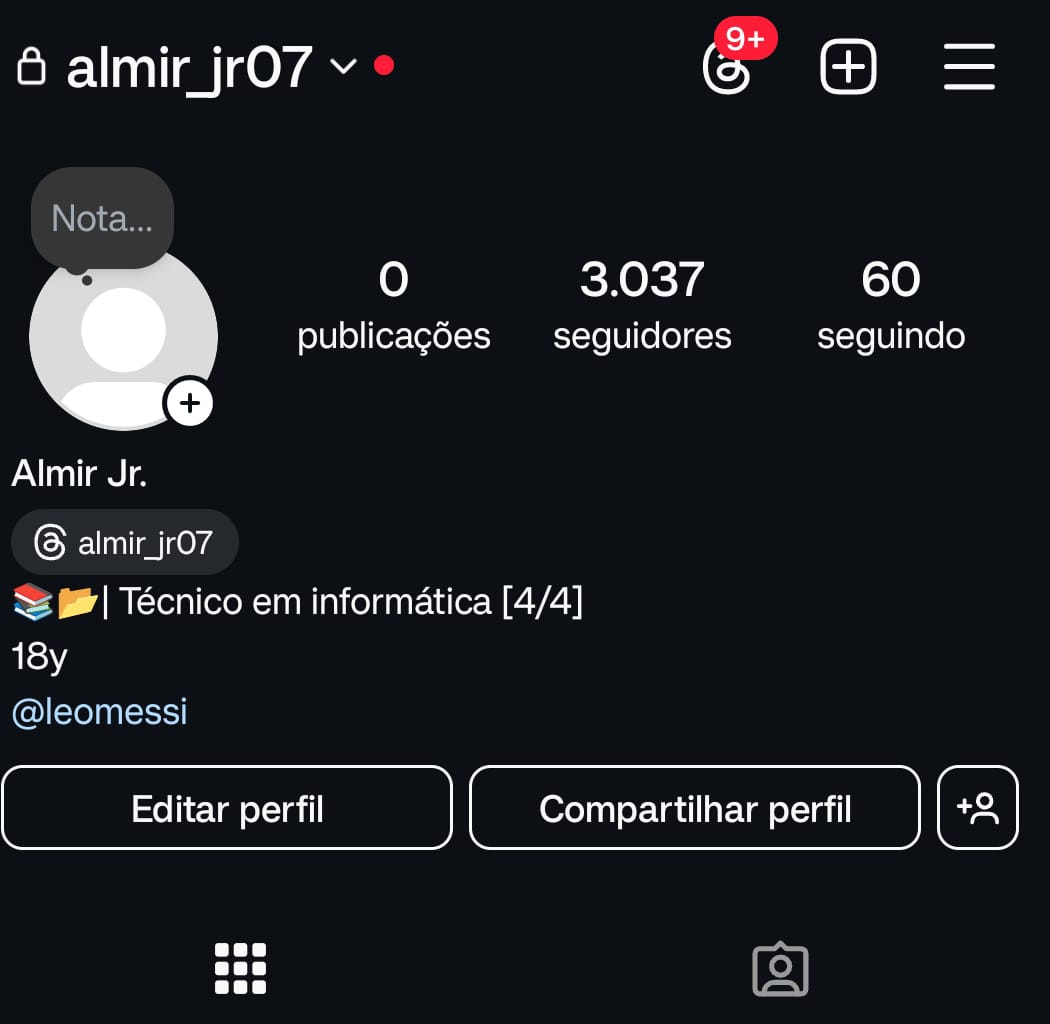 almir_jr07
9+
Nota...
0 3.037 60
publicações seguidores seguindo
Almir Jr.
almir_jr07
📚📂| Técnico em informática [4/4]
18y
@leomessi
Editar perfil Compartilhar perfil